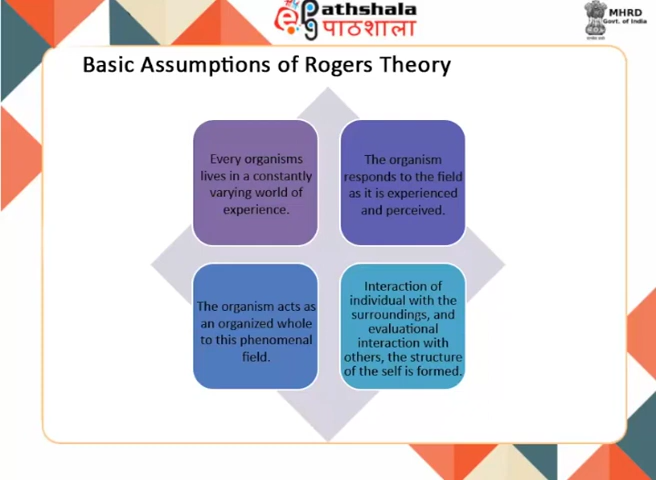 epathshala
पाठशाला
MHRD
Govt. of India
Basic Assumptions of Rogers Theory
Every organisms
lives in a constantly
varying world of
experience.
The organism
responds to the field
as it is experienced
and perceived.
The organism acts as
an organized whole
to this phenomenal
field.
Interaction of
individual with the
surroundings, and
evaluational
interaction with
others, the structure
of the self is formed.